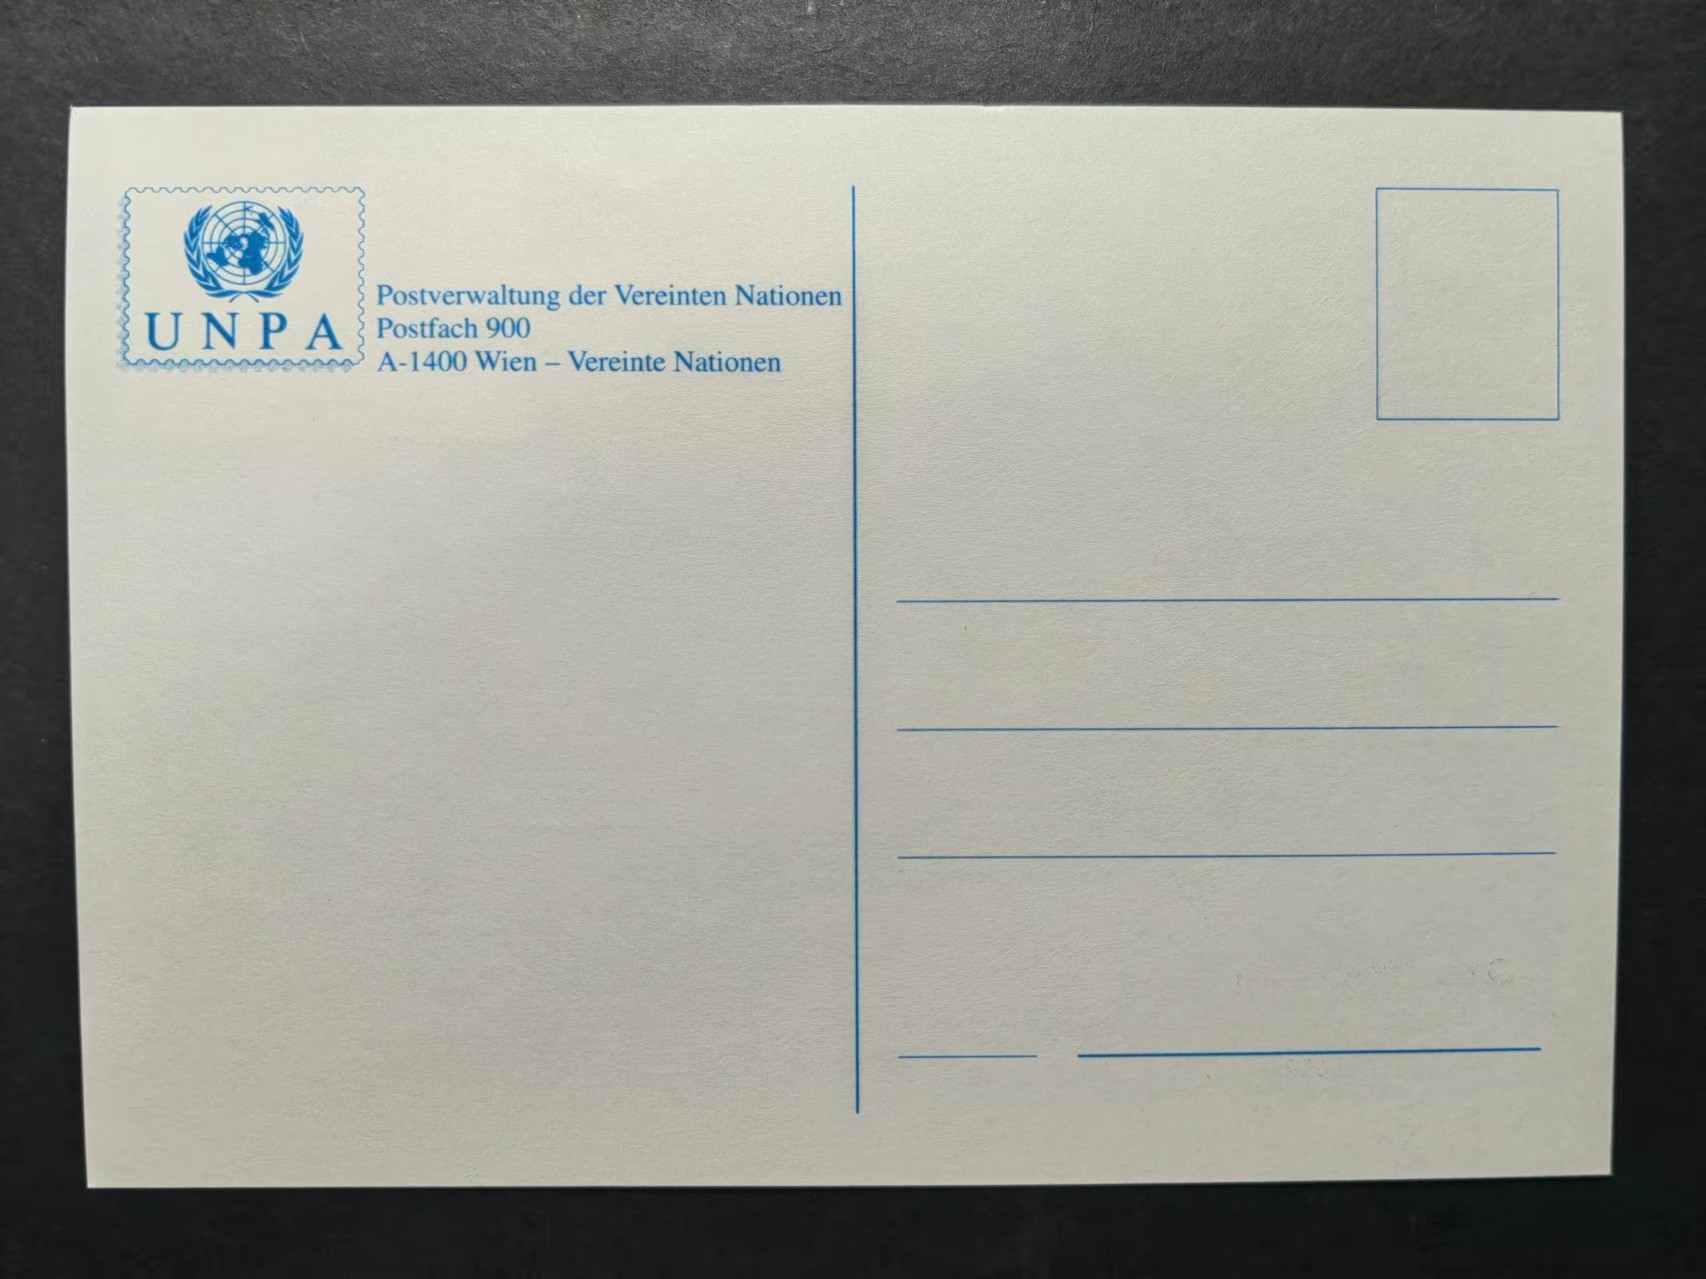 UNPA
Postverwaltung der Vereinten Nationen
Postfach 900
A-1400 Wien – Vereinte Nationen